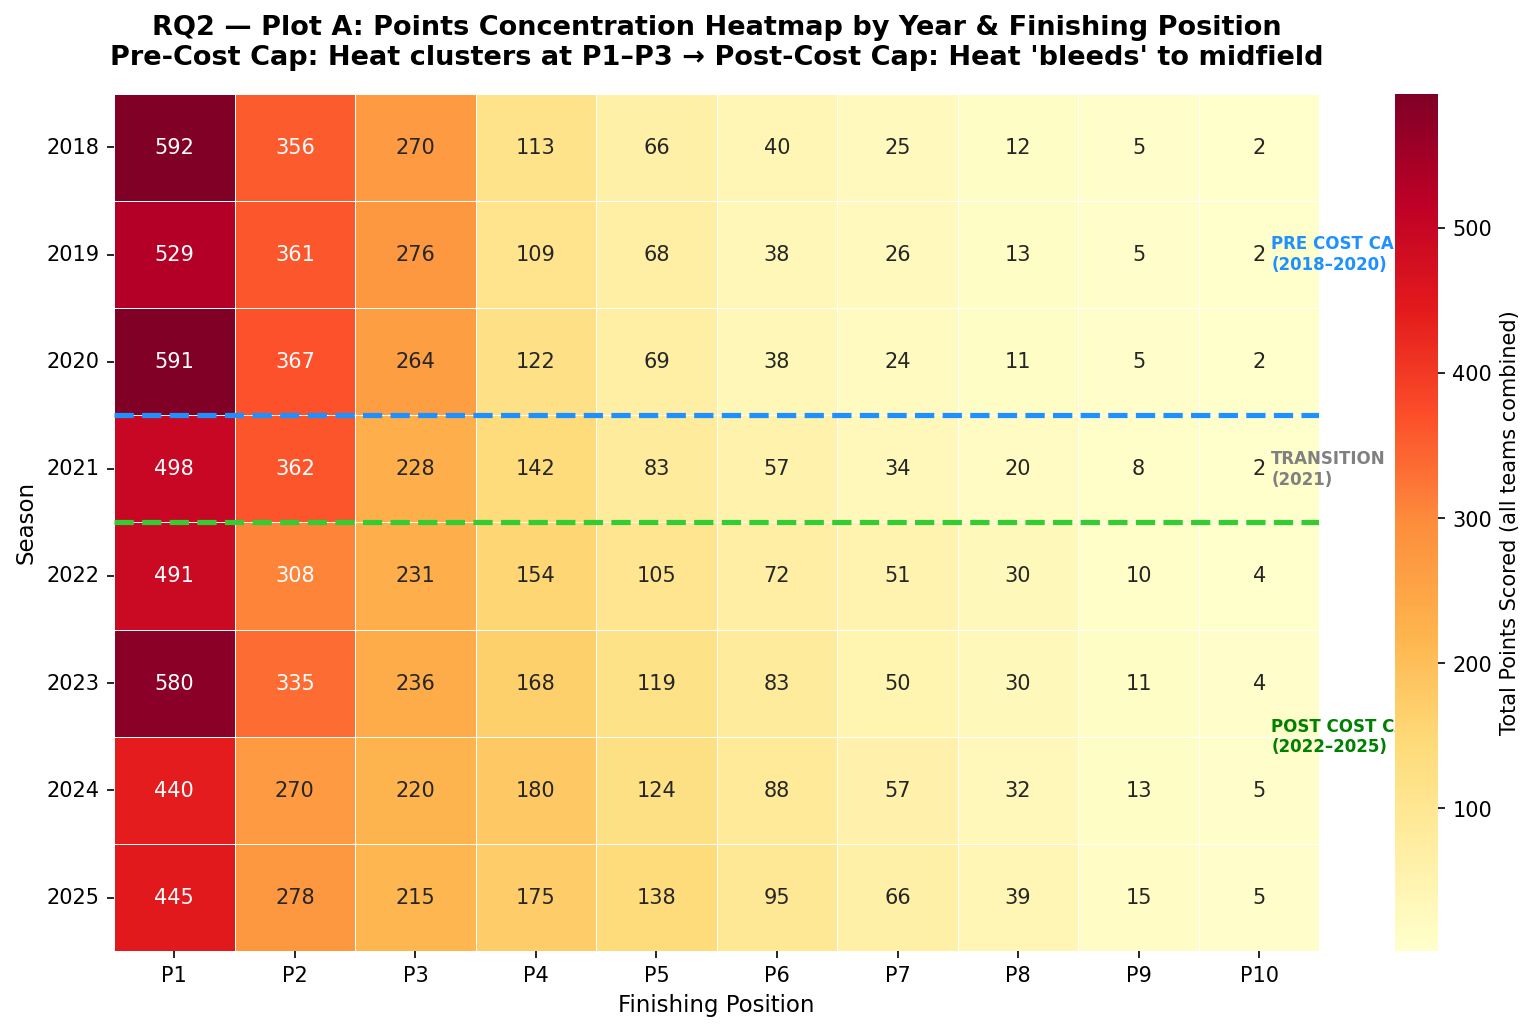 RQ2 — Plot A: Points Concentration Heatmap by Year & Finishing Position
Pre-Cost Cap: Heat clusters at P1–P3 → Post-Cost Cap: Heat 'bleeds' to midfield
Season
2018 592 356 270 113 66 40 25 12 5 2
2019 529 361 276 109 68 38 26 13 5 2
PRE COST CA
(2018–2020)
2020 591 367 264 122 69 38 24 11 5 2
2021 498 362 228 142 83 57 34 20 8 2
TRANSITION
(2021)
2022 491 308 231 154 105 72 51 30 10 4
2023 580 335 236 168 119 83 50 30 11 4
POST COST C
(2022–2025)
2024 440 270 220 180 124 88 57 32 13 5
2025 445 278 215 175 138 95 66 39 15 5
P1 P2 P3 P4 P5 P6 P7 P8 P9 P10
Finishing Position
500
400
300
200
100
Total Points Scored (all teams combined)